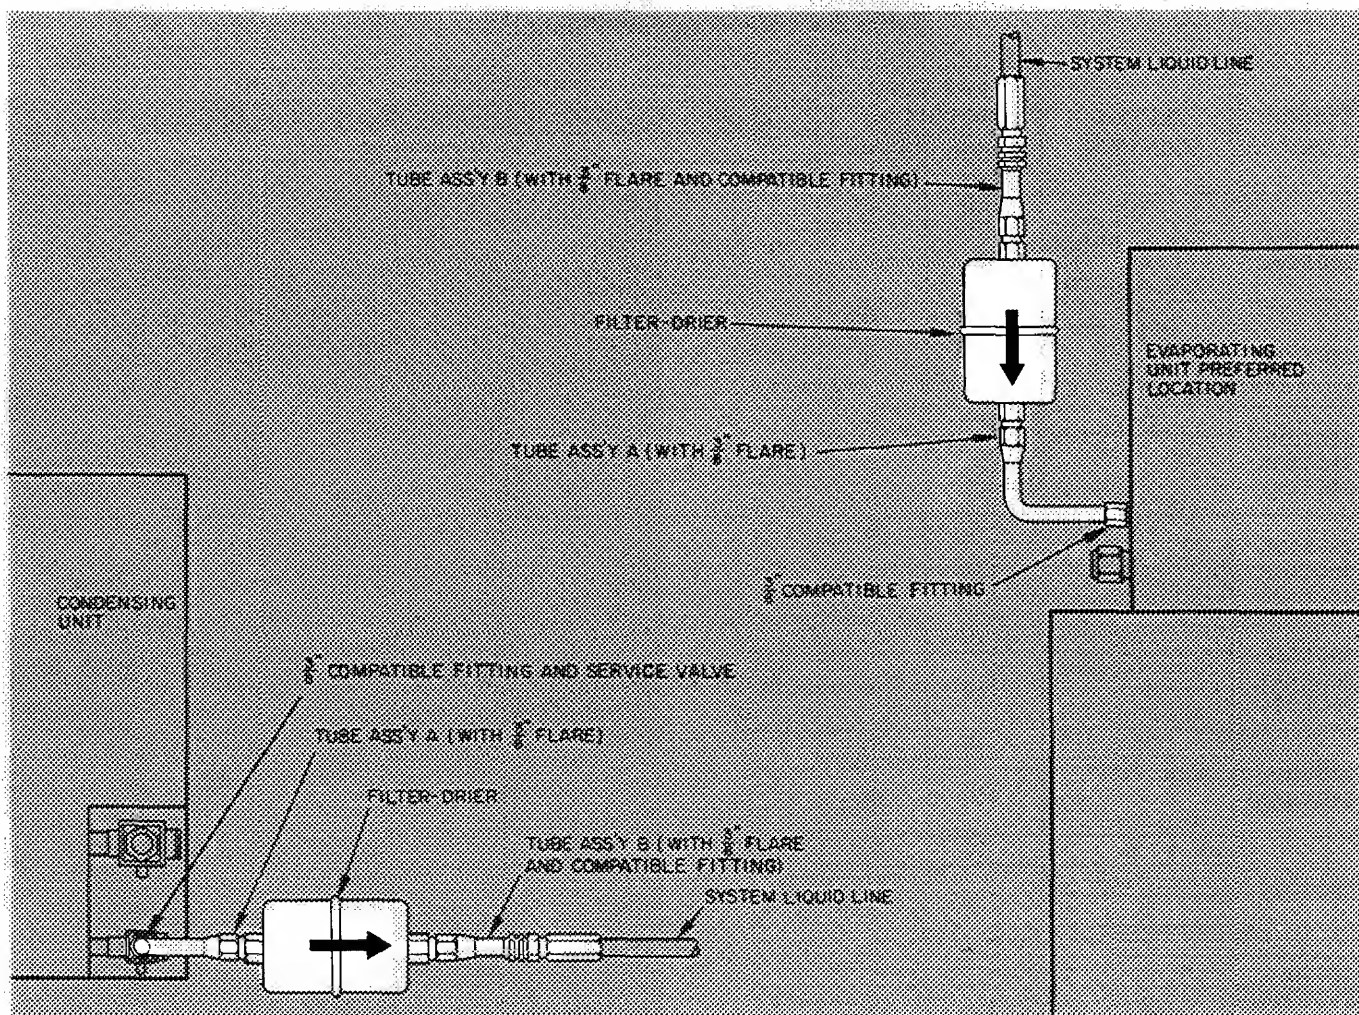 SYSTEM LIQUID LINE
TUBE ASS'Y B (WITH 3/8" FLARE AND COMPATIBLE FITTING)
FILTER-DRIER
EVAPORATING
UNIT PREFERRED
LOCATION
TUBE ASS'Y A (WITH 3/8" FLARE)
3/8" COMPATIBLE FITTING
CONDENSING
UNIT
3/8" COMPATIBLE FITTING AND SERVICE VALVE
TUBE ASS'Y A (WITH 3/8" FLARE)
FILTER-DRIER
TUBE ASS'Y B (WITH 3/8" FLARE
AND COMPATIBLE FITTING)
SYSTEM LIQUID LINE